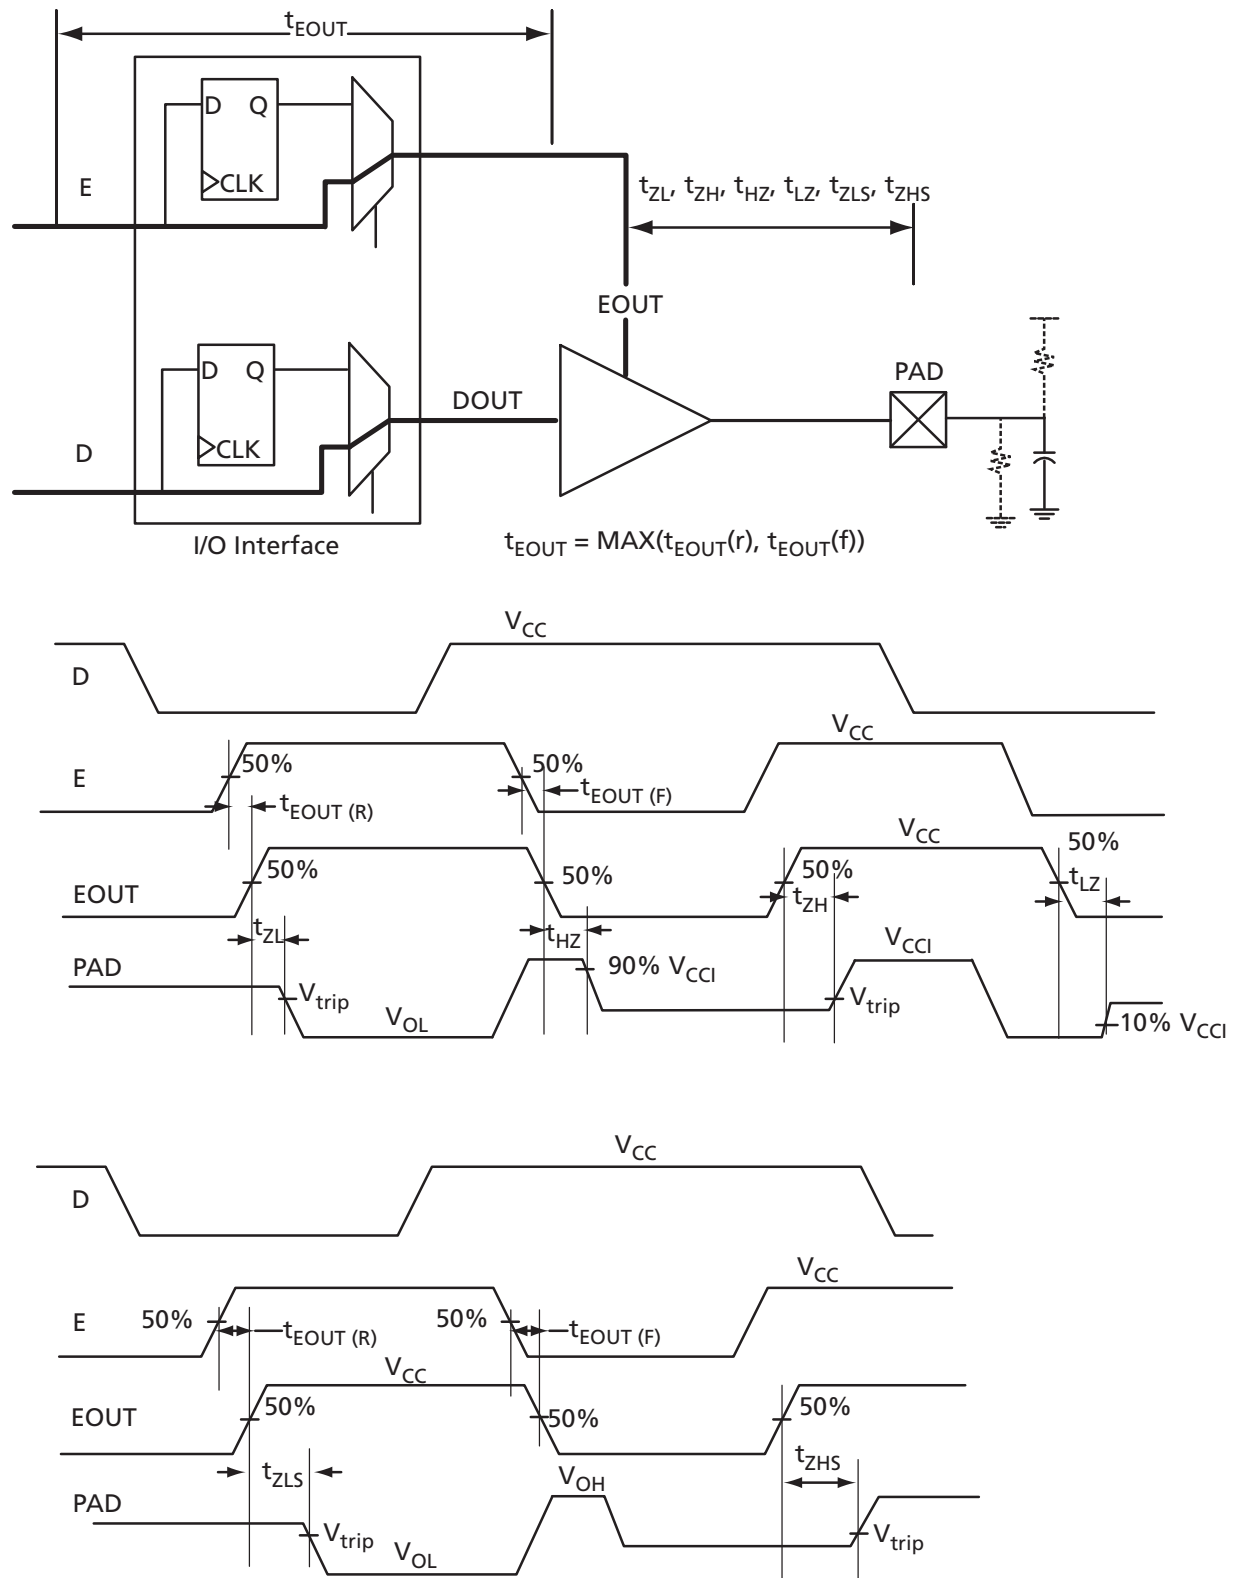 tEOUT
D Q
CLK
E
tZL, tZH, tHZ, tLZ, tZLS, tZHS
EOUT
D Q
CLK
D
DOUT
PAD
I/O Interface
tEOUT = MAX(tEOUT(r), tEOUT(f))
VCC
D
VCC
E
50%
50%
tEOUT (R)
tEOUT (F)
VCC
50%
EOUT
50%
50%
50%
tZL
tHZ
tZH
tLZ
PAD
VCCI
90% VCCI
Vtrip
Vtrip
VOL
10% VCCI
VCC
D
VCC
E
50%
50%
tEOUT (R)
tEOUT (F)
VCC
EOUT
50%
50%
50%
tZLS
tZHS
PAD
VOH
Vtrip
Vtrip
VOL